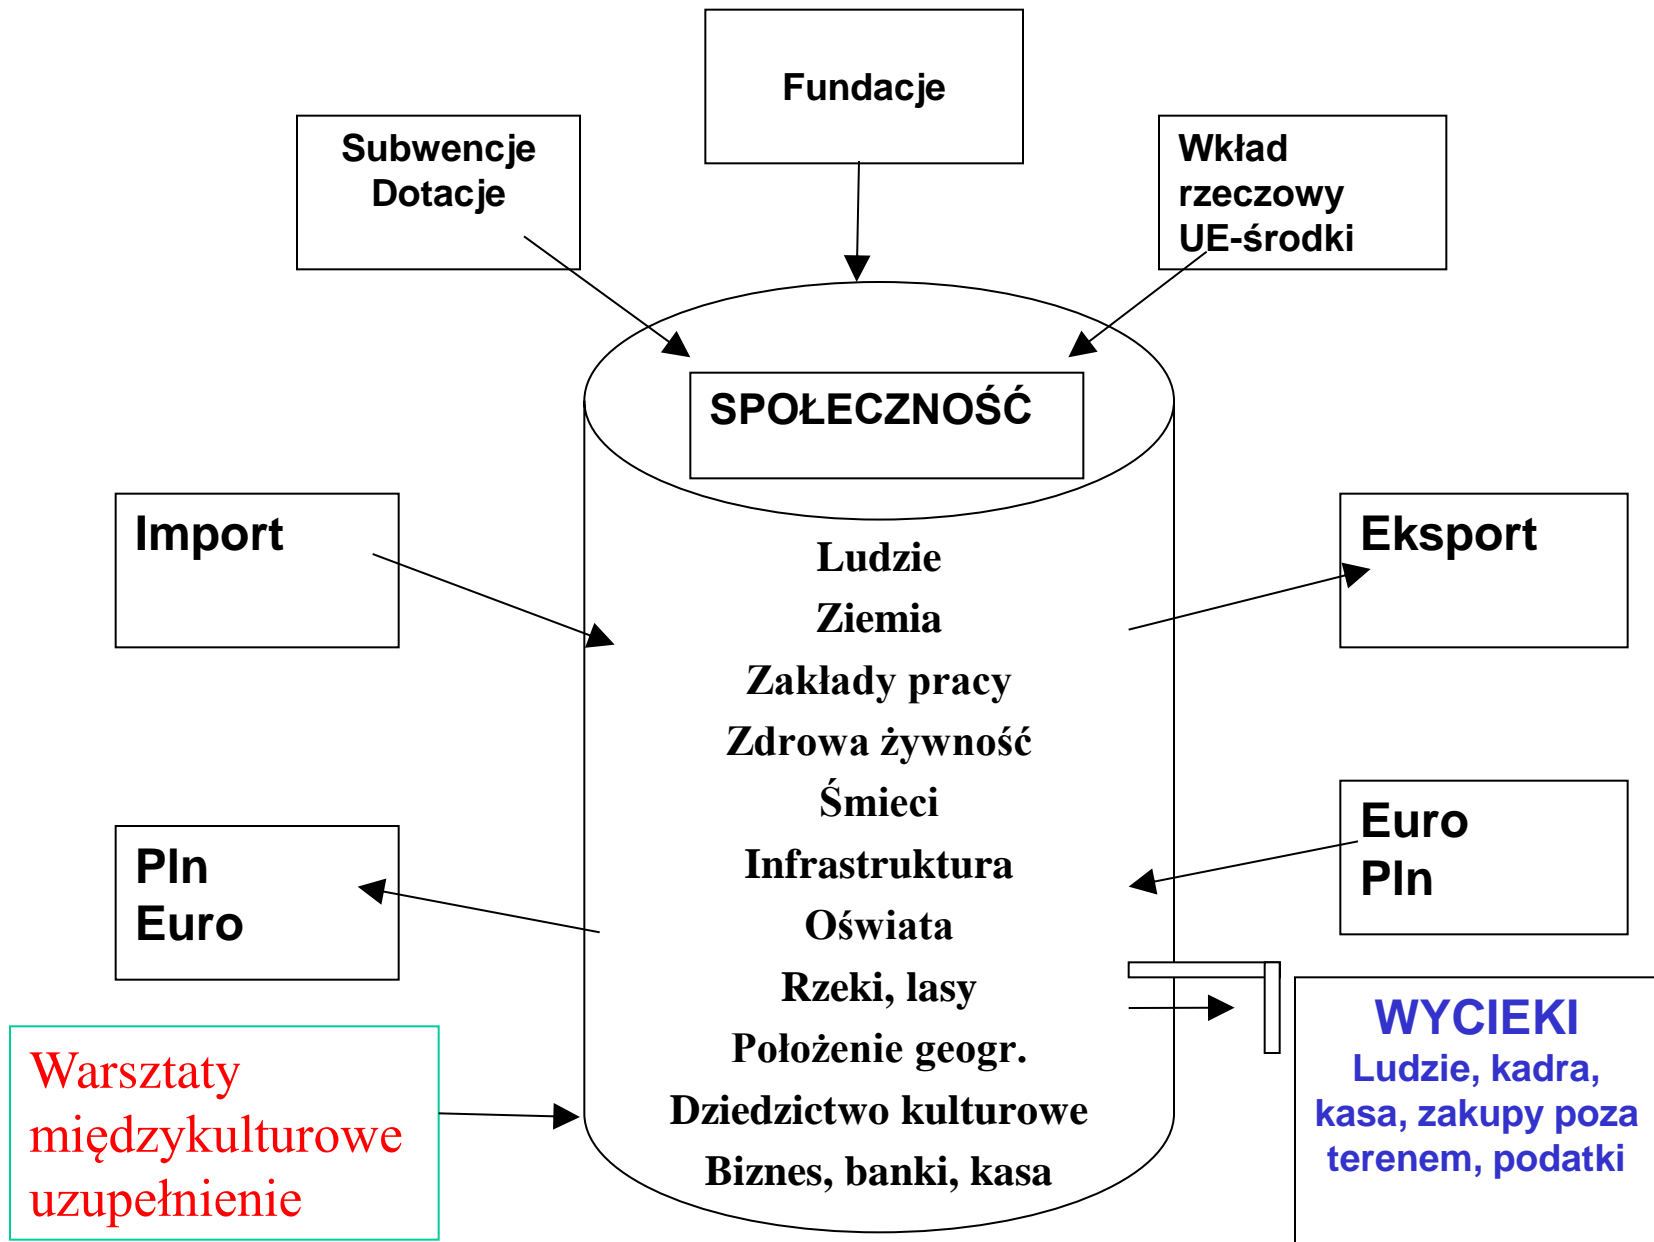 Fundacje
Subwencje
Dotacje
Wkład
rzeczowy
UE-środki
SPOŁECZNOŚĆ
Import
Eksport
Ludzie
Ziemia
Zakłady pracy
Zdrowa żywność
Śmieci
Infrastruktura
Oświata
Rzeki, lasy
Położenie geogr.
Dziedzictwo kulturowe
Biznes, banki, kasa
Pln
Euro
Euro
Pln
Warsztaty
międzykulturowe
uzupełnienie
WYCIEKI
Ludzie, kadra,
kasa, zakupy poza
terenem, podatki